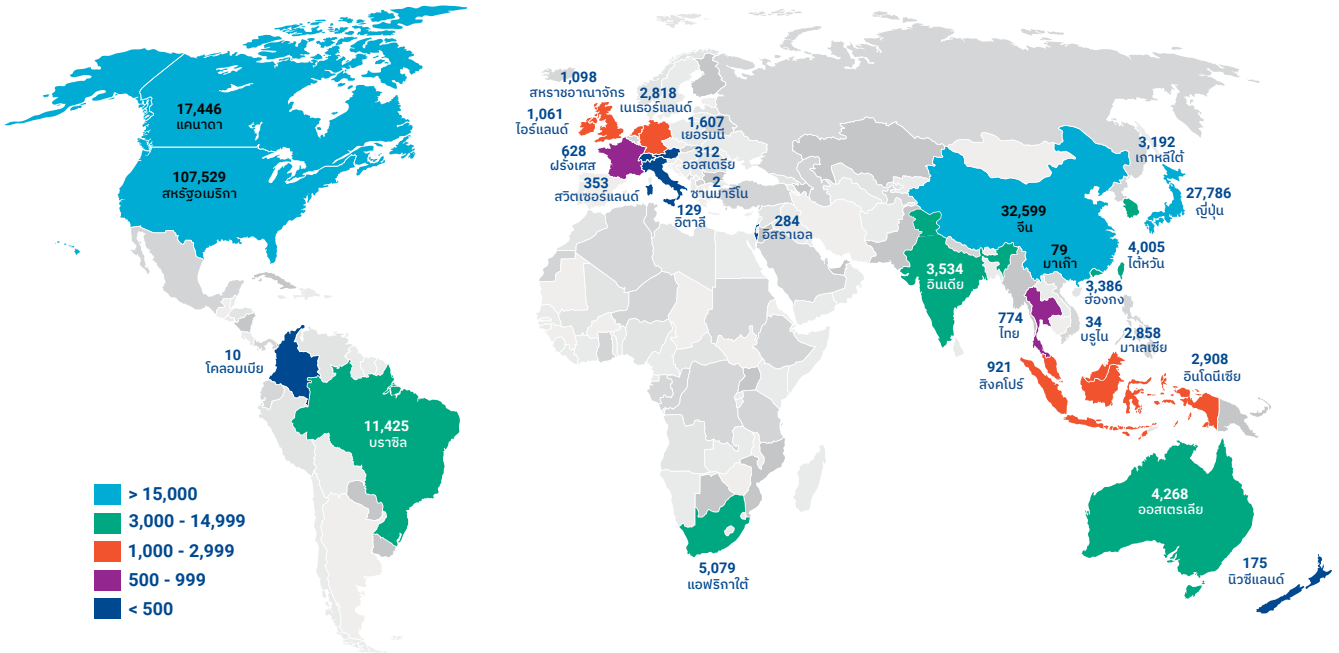 17,446
แคนาดา
107,529
สหรัฐอเมริกา
1,098
สหราชอาณาจักร
2,818
เนเธอร์แลนด์
1,061
ไอร์แลนด์
1,607
เยอรมนี
628
ฝรั่งเศส
312
ออสเตรีย
353
สวิตเซอร์แลนด์
2
ซานมารีโน
129
อิตาลี
284
อิสราเอล
3,192
เกาหลีใต้
27,786
ญี่ปุ่น
32,599
จีน
79
มาเก๊า
4,005
ไต้หวัน
3,534
อินเดีย
3,386
ฮ่องกง
774
ไทย
34
บรูไน
2,858
มาเลเซีย
921
สิงคโปร์
2,908
อินโดนีเซีย
10
โคลอมเบีย
11,425
บราซิล
5,079
แอฟริกาใต้
4,268
ออสเตรเลีย
175
นิวซีแลนด์
> 15,000
3,000 - 14,999
1,000 - 2,999
500 - 999
< 500